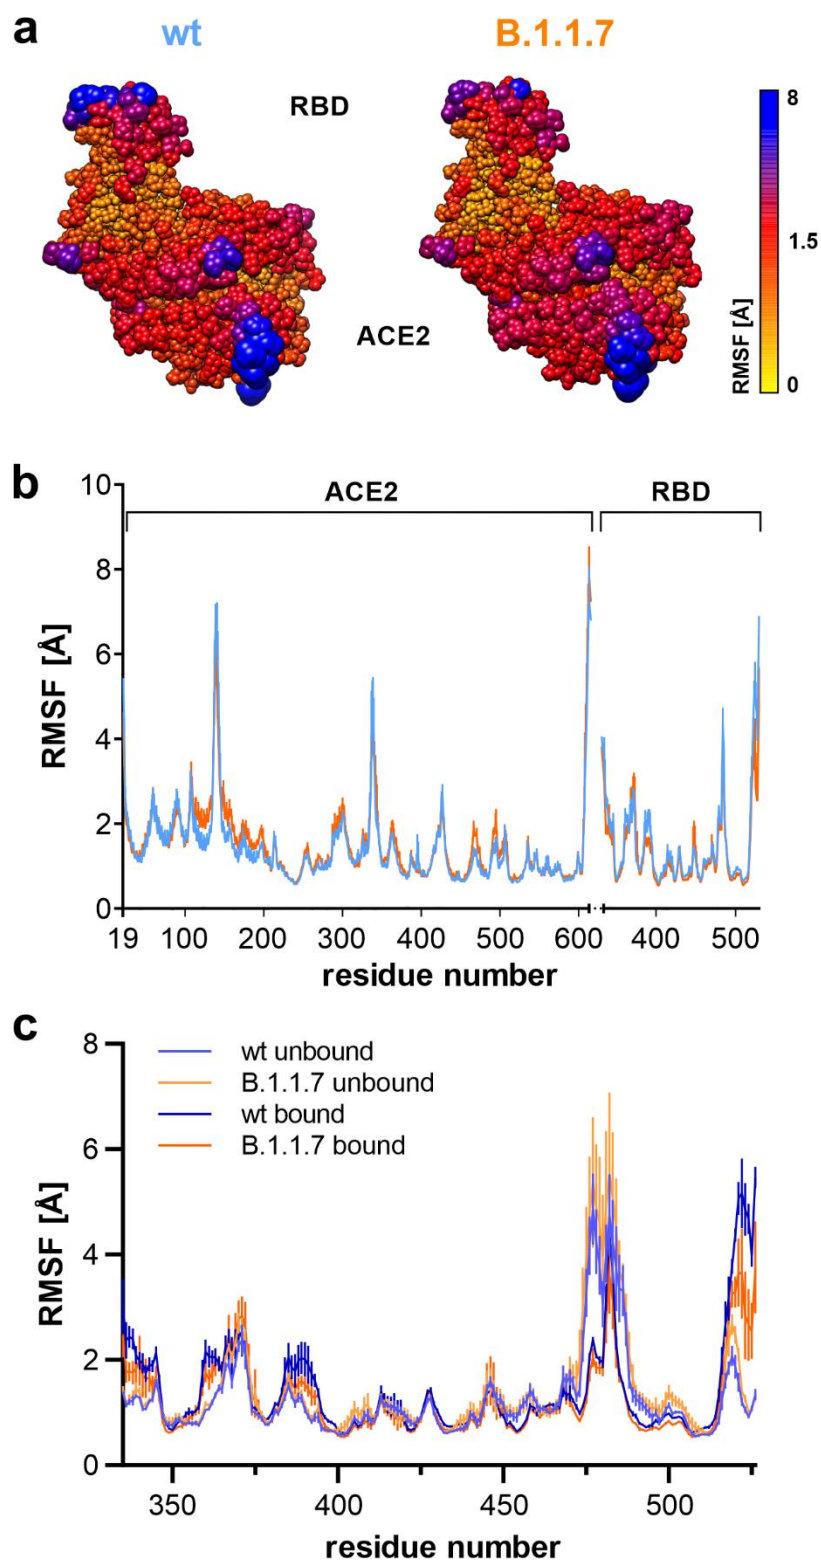 a
wt
B.1.1.7
RBD
ACE2
RMSF [Å]
8
1.5
0
b
ACE2
RBD
RMSF [Å]
10
8
6
4
2
0
19 100 200 300 400 500 600 400 500
residue number
c
wt unbound
B.1.1.7 unbound
wt bound
B.1.1.7 bound
RMSF [Å]
8
6
4
2
0
350 400 450 500
residue number